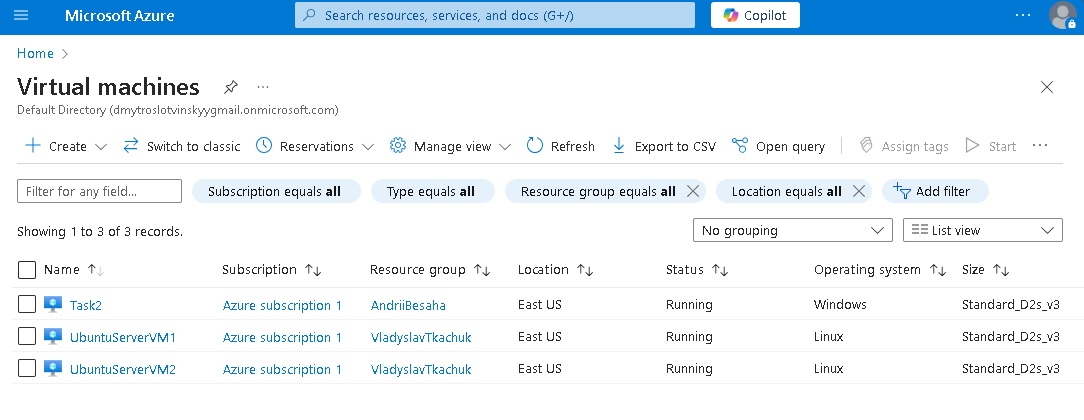 Microsoft Azure
Search resources, services, and docs (G+/)
Copilot
Home
Virtual machines
Default Directory (dmytroslotvinskyygmail.onmicrosoft.com)
Create Switch to classic Reservations Manage view Refresh Export to CSV Open query Assign tags Start
Filter for any field... Subscription equals all Type equals all Resource group equals all Location equals all Add filter
Showing 1 to 3 of 3 records. No grouping List view
Name Subscription Resource group Location Status Operating system Size
Task2 Azure subscription 1 AndriiBesaha East US Running Windows Standard_D2s_v3
UbuntuServerVM1 Azure subscription 1 VladyslavTkachuk East US Running Linux Standard_D2s_v3
UbuntuServerVM2 Azure subscription 1 VladyslavTkachuk East US Running Linux Standard_D2s_v3